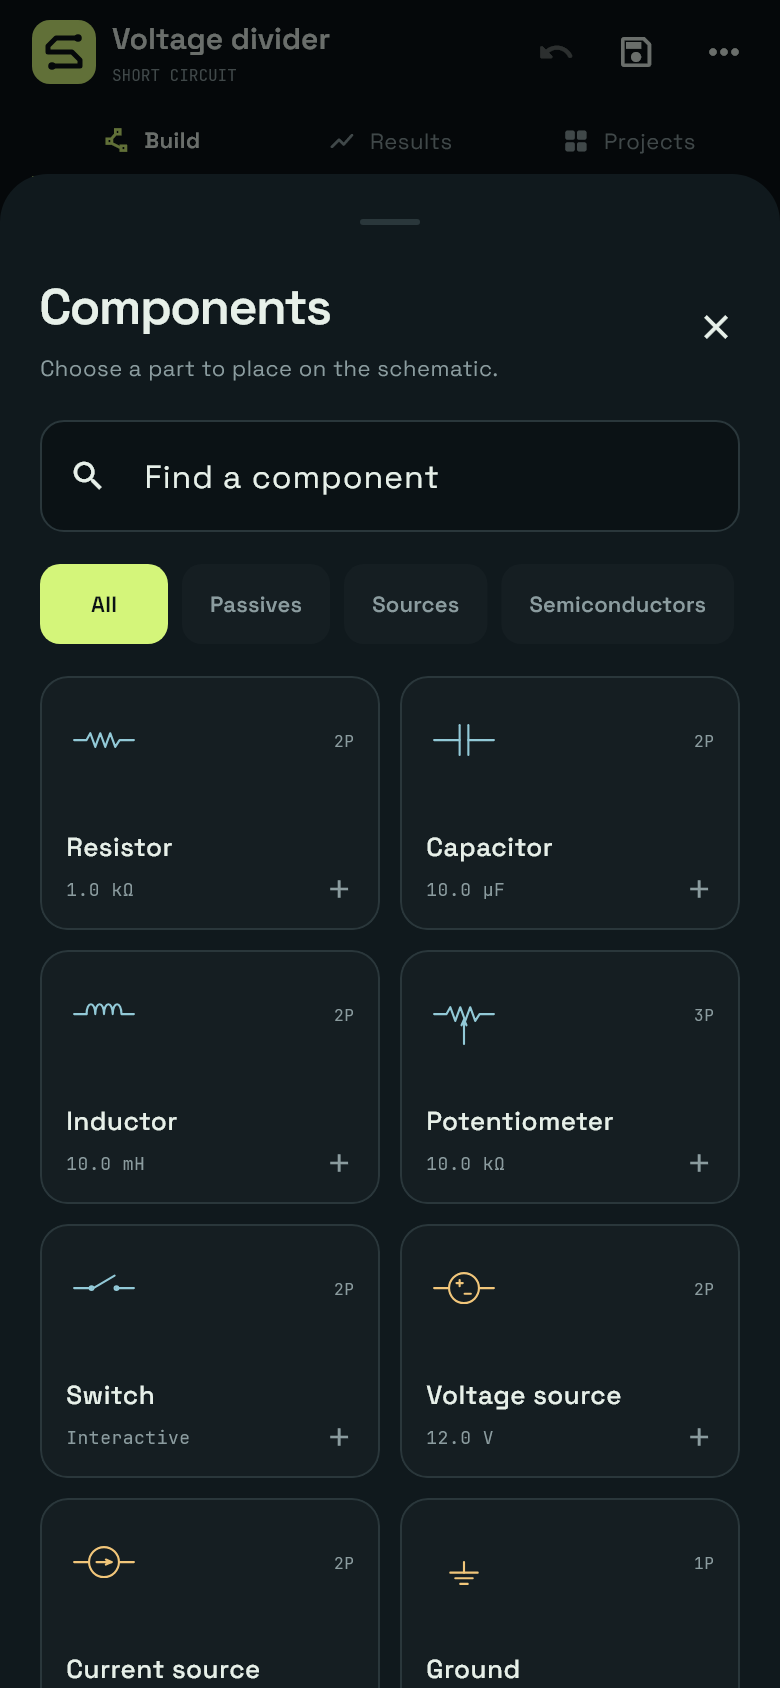 Voltage divider
SHORT CIRCUIT
Build
Results
Projects
Components
Choose a part to place on the schematic.
Find a component
All
Passives
Sources
Semiconductors
2P
Resistor
1.0 kΩ
2P
Capacitor
10.0 µF
2P
Inductor
10.0 mH
3P
Potentiometer
10.0 kΩ
2P
Switch
Interactive
2P
Voltage source
12.0 V
2P
Current source
1P
Ground